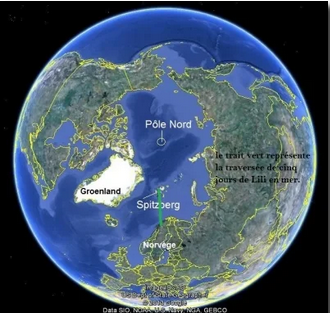 Pôle Nord
le trait vert représente
la traversée de cinq
jours de Lili en mer.
Groenland
Spitzberg
Norvège
Data SIO, NOAA, U.S. Navy, NGA, GEBCO